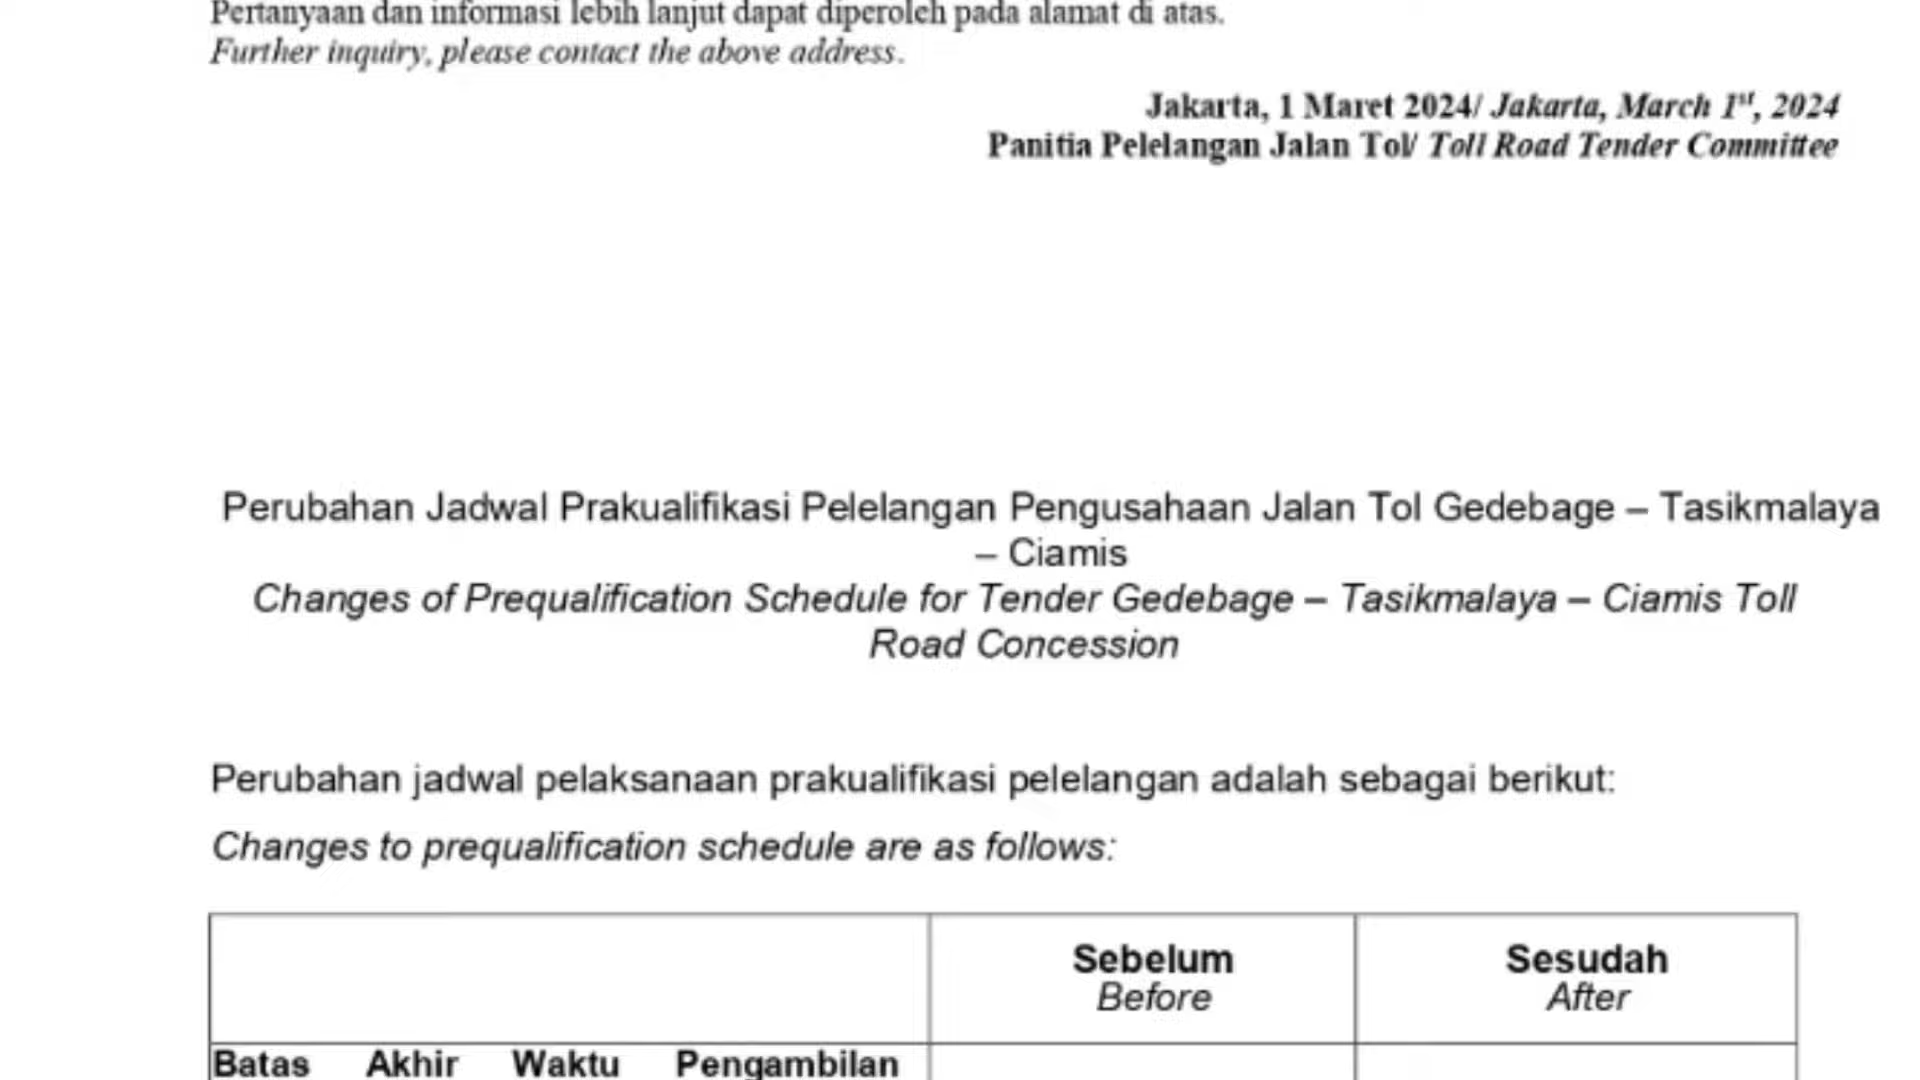 Pertanyaan dan informasi lebih lanjut dapat diperoleh pada alamat di atas.
Further inquiry, please contact the above address.
Jakarta, 1 Maret 2024/ Jakarta, March 1st, 2024
Panitia Pelelangan Jalan Tol/ Toll Road Tender Committee
Perubahan Jadwal Prakualifikasi Pelelangan Pengusahaan Jalan Tol Gedebage – Tasikmalaya
– Ciamis
Changes of Prequalification Schedule for Tender Gedebage – Tasikmalaya – Ciamis Toll
Road Concession
Perubahan jadwal pelaksanaan prakualifikasi pelelangan adalah sebagai berikut:
Changes to prequalification schedule are as follows:
Sebelum Sesudah
Before After
Batas Akhir Waktu Pengambilan